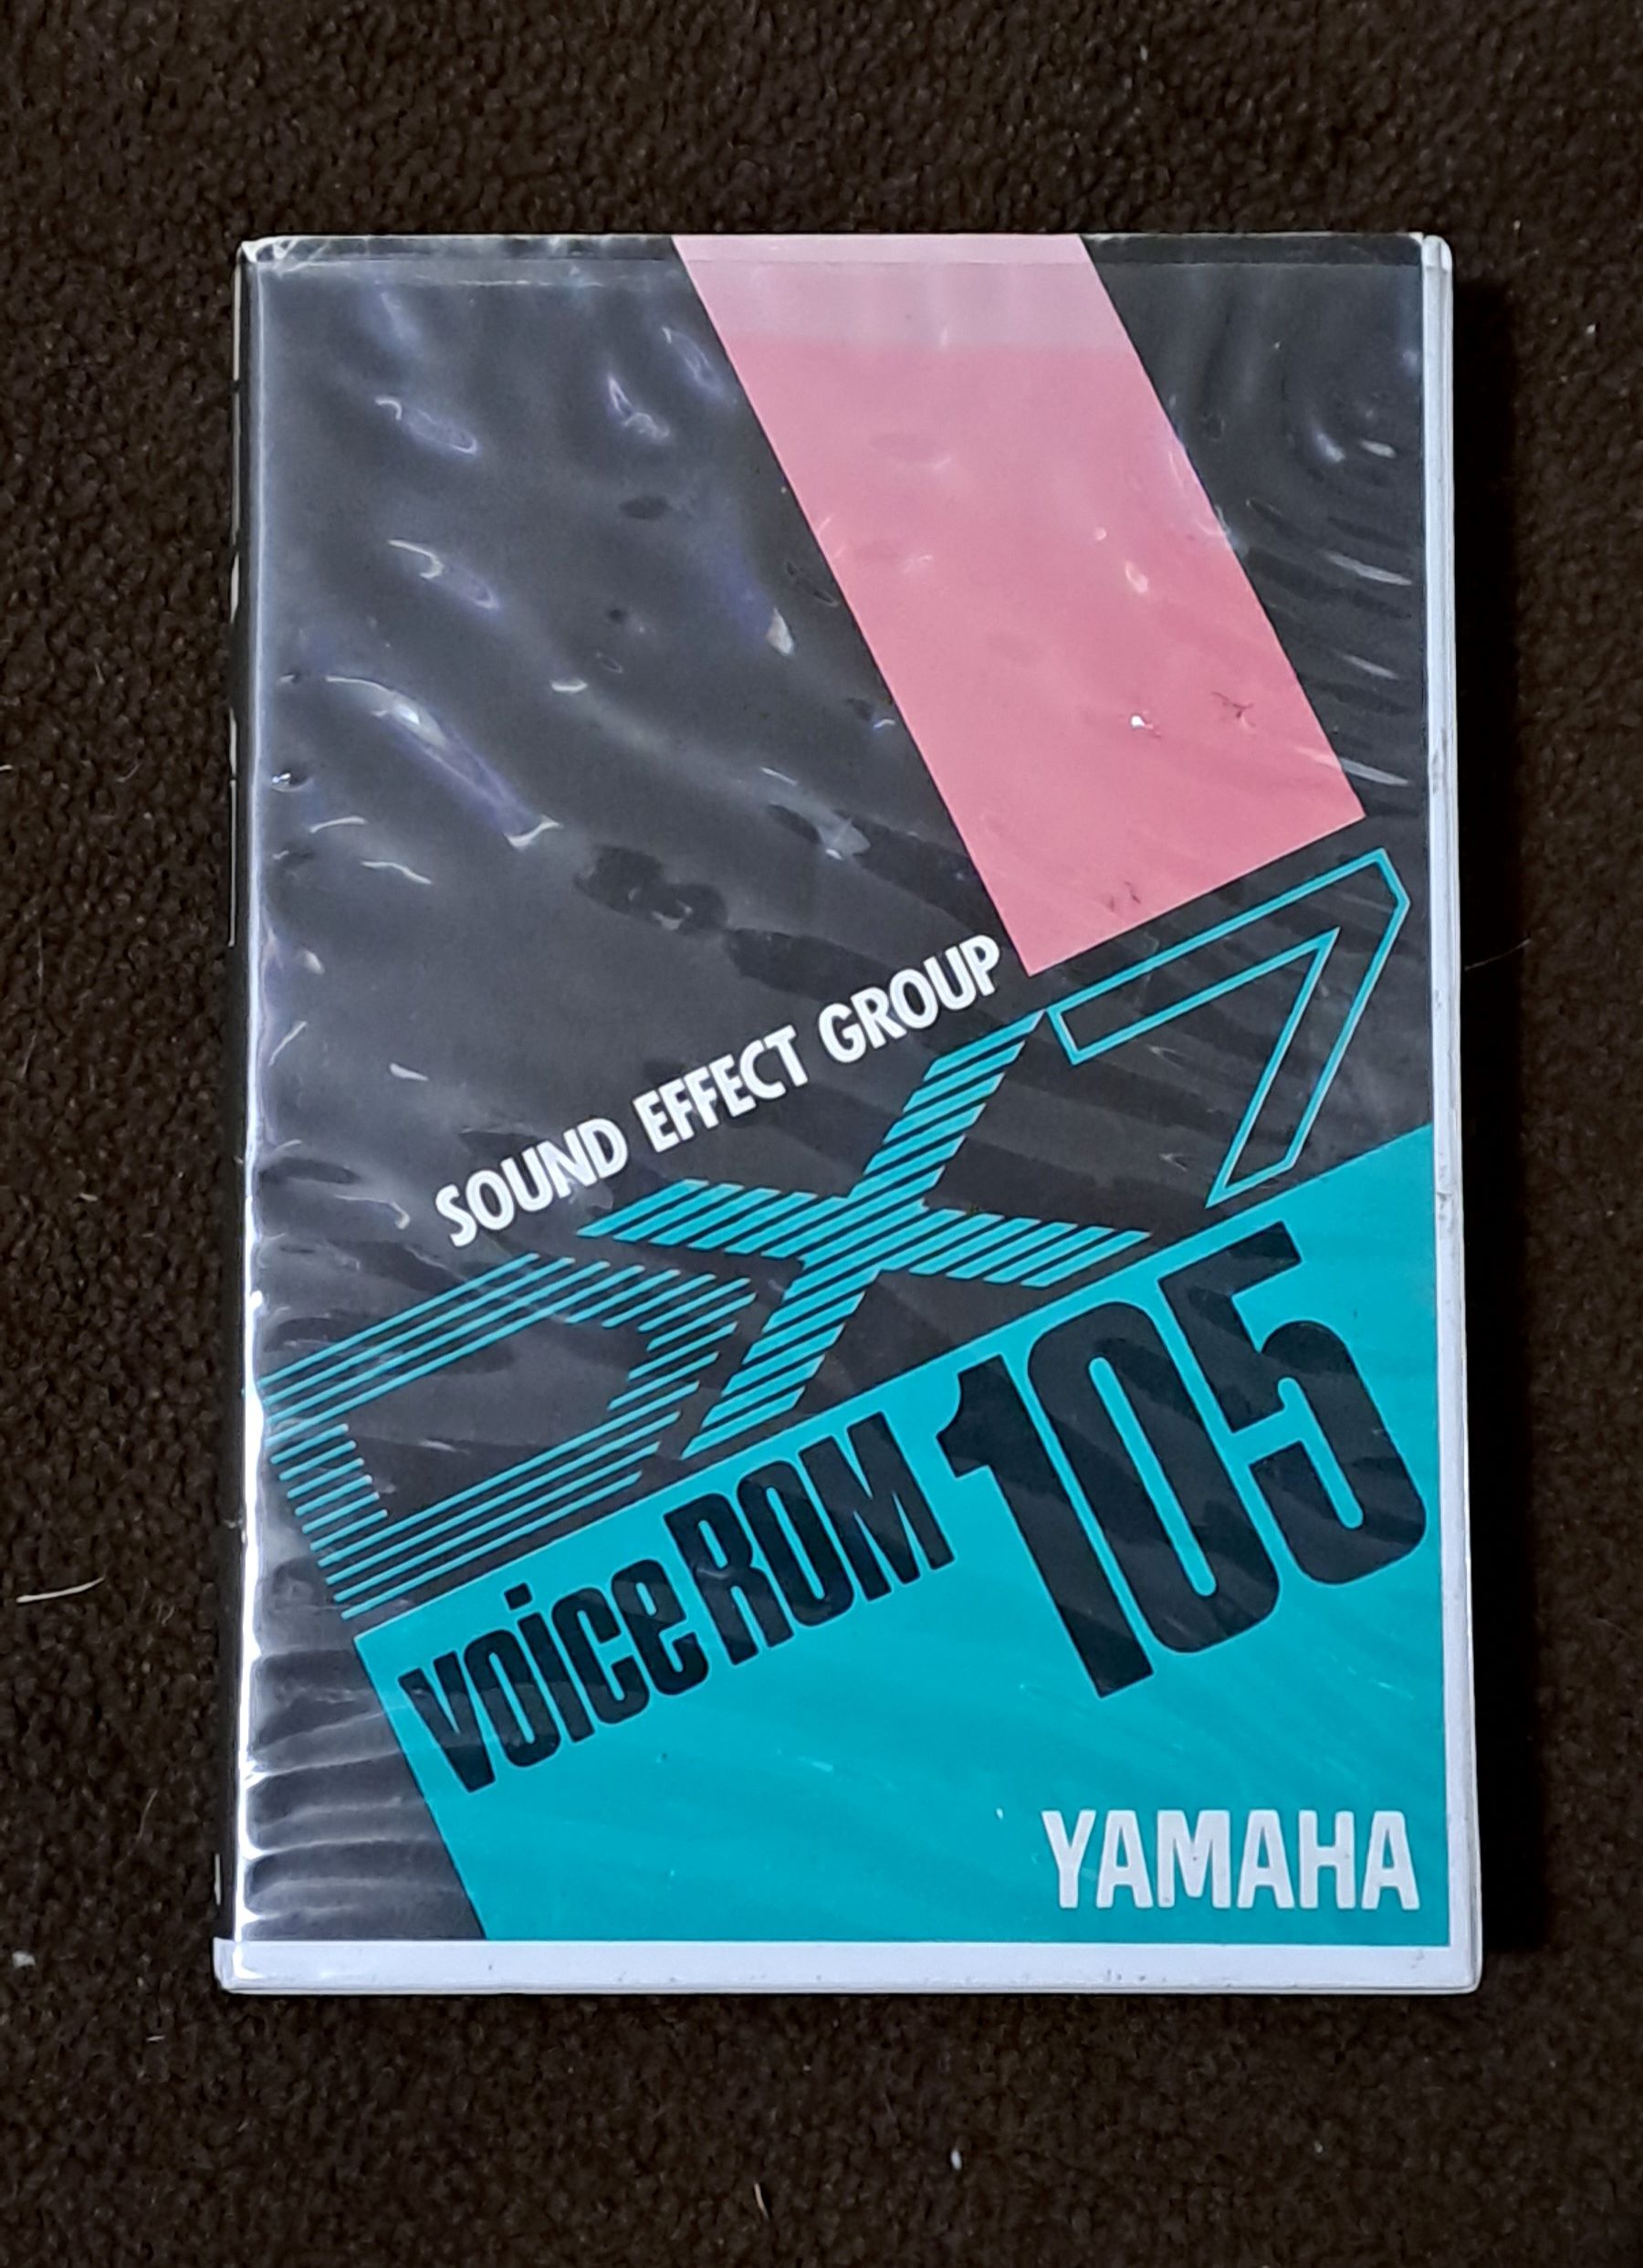 SOUND EFFECT GROUP
DX7
VOICE ROM 105
YAMAHA